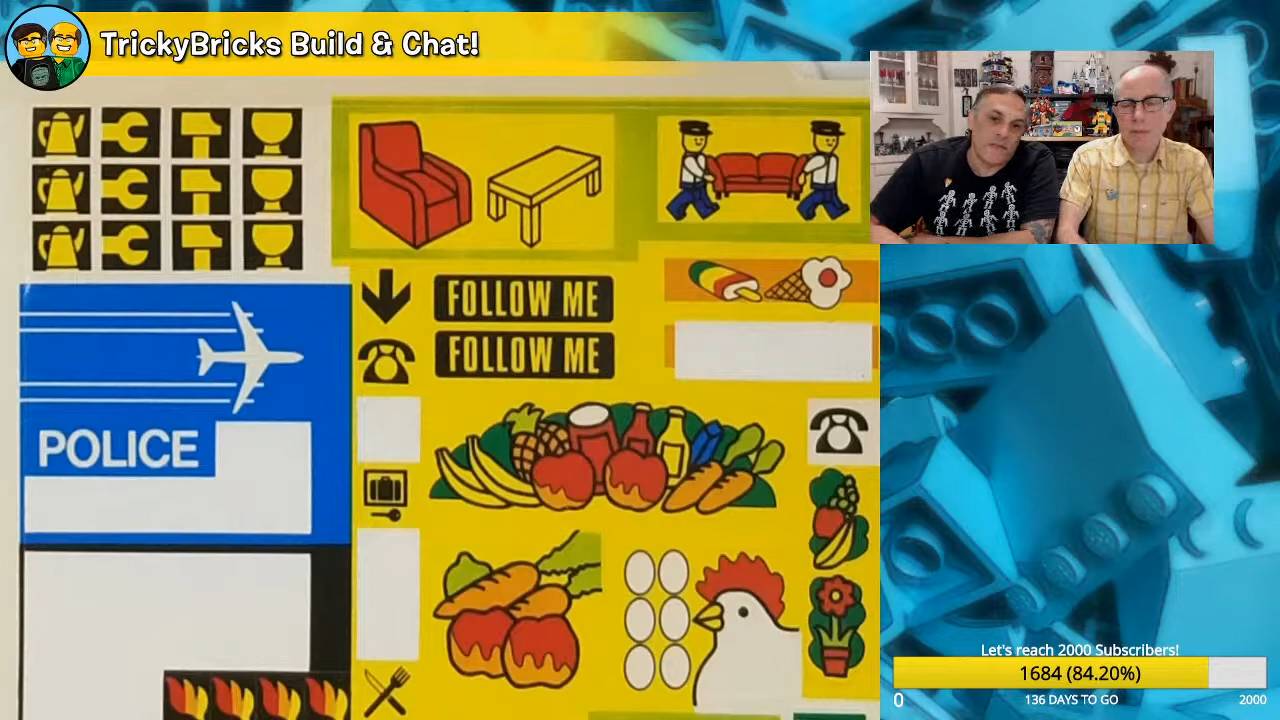 TrickyBricks Build & Chat!
FOLLOW ME
FOLLOW ME
POLICE
Let's reach 2000 Subscribers!
1684 (84.20%)
0
136 DAYS TO GO
2000